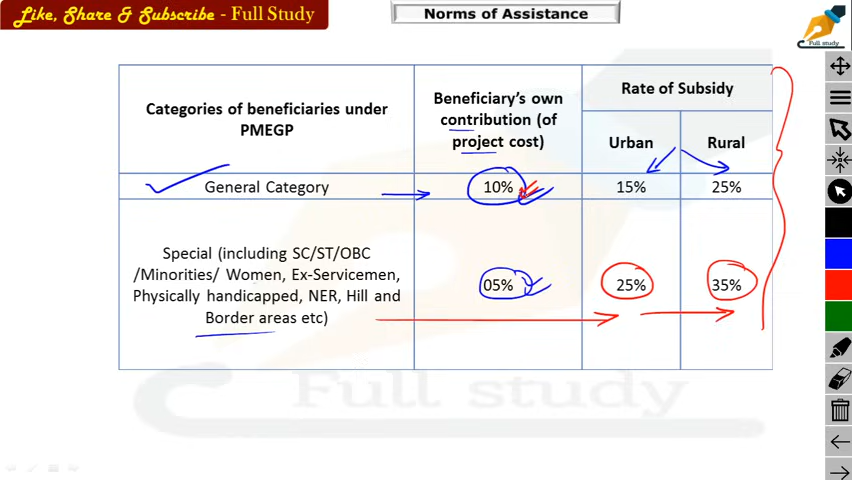 Like, Share & Subscribe - Full Study
Norms of Assistance
Full study
Categories of beneficiaries under
PMEGP
Beneficiary's own
contribution (of
project cost)
Rate of Subsidy
Urban
Rural
General Category
10%
15%
25%
Special (including SC/ST/OBC
/Minorities/ Women, Ex-Servicemen,
Physically handicapped, NER, Hill and
Border areas etc)
05%
25%
35%
Full study